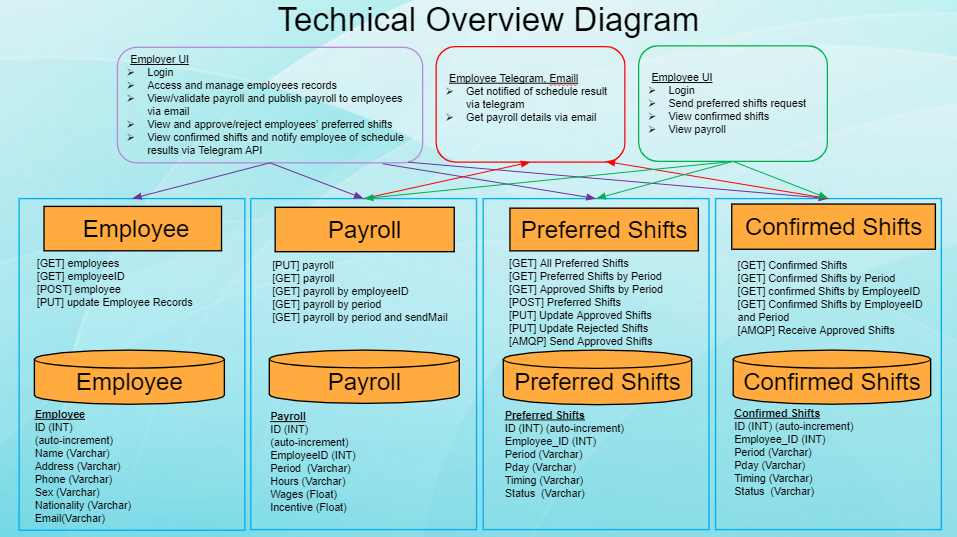 Technical Overview Diagram
Employer UI
Login
Access and manage employees records
View/validate payroll and publish payroll to employees
via email
View and approve/reject employees' preferred shifts
View confirmed shifts and notify employee of schedule
results via Telegram API
Employee Telegram, Emaill
Get notified of schedule result
via telegram
Get payroll details via email
Employee UI
Login
Send preferred shifts request
View confirmed shifts
View payroll
Employee
[GET] employees
[GET] employeeID
[POST] employee
[PUT] update Employee Records
Employee
Employee
ID (INT)
(auto-increment)
Name (Varchar)
Address (Varchar)
Phone (Varchar)
Sex (Varchar)
Nationality (Varchar)
Email(Varchar)
Payroll
[PUT] payroll
[GET] payroll
[GET] payroll by employeeID
[GET] payroll by period
[GET] payroll by period and sendMail
Payroll
Payroll
ID (INT)
(auto-increment)
EmployeeID (INT)
Period (Varchar)
Hours (Varchar)
Wages (Float)
Incentive (Float)
Preferred Shifts
[GET] All Preferred Shifts
[GET] Preferred Shifts by Period
[GET] Approved Shifts by Period
[POST] Preferred Shifts
[PUT] Update Approved Shifts
[PUT] Update Rejected Shifts
[AMQP] Send Approved Shifts
Preferred Shifts
Preferred Shifts
ID (INT) (auto-increment)
Employee_ID (INT)
Period (Varchar)
Pday (Varchar)
Timing (Varchar)
Status (Varchar)
Confirmed Shifts
[GET] Confirmed Shifts
[GET] Confirmed Shifts by Period
[GET] confirmed Shifts by EmployeeID
[GET] Confirmed Shifts by EmployeeID
and Period
[AMQP] Receive Approved Shifts
Confirmed Shifts
Confirmed Shifts
ID (INT) (auto-increment)
Employee_ID (INT)
Period (Varchar)
Pday (Varchar)
Timing (Varchar)
Status (Varchar)